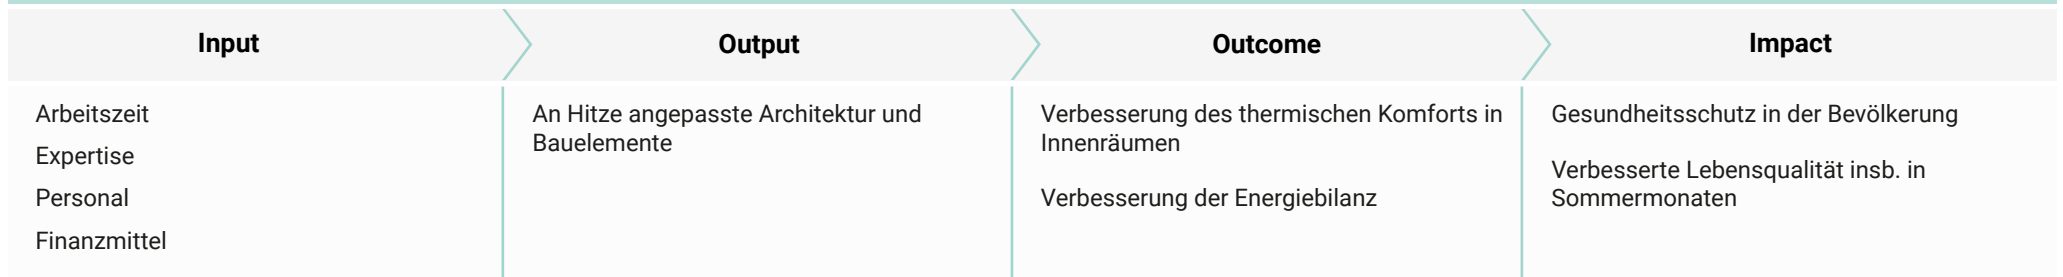 Input
Output
Outcome
Impact
Arbeitszeit
Expertise
Personal
Finanzmittel
An Hitze angepasste Architektur und
Bauelemente
Verbesserung des thermischen Komforts in
Innenräumen
Verbesserung der Energiebilanz
Gesundheitsschutz in der Bevölkerung
Verbesserte Lebensqualität insb. in
Sommermonaten